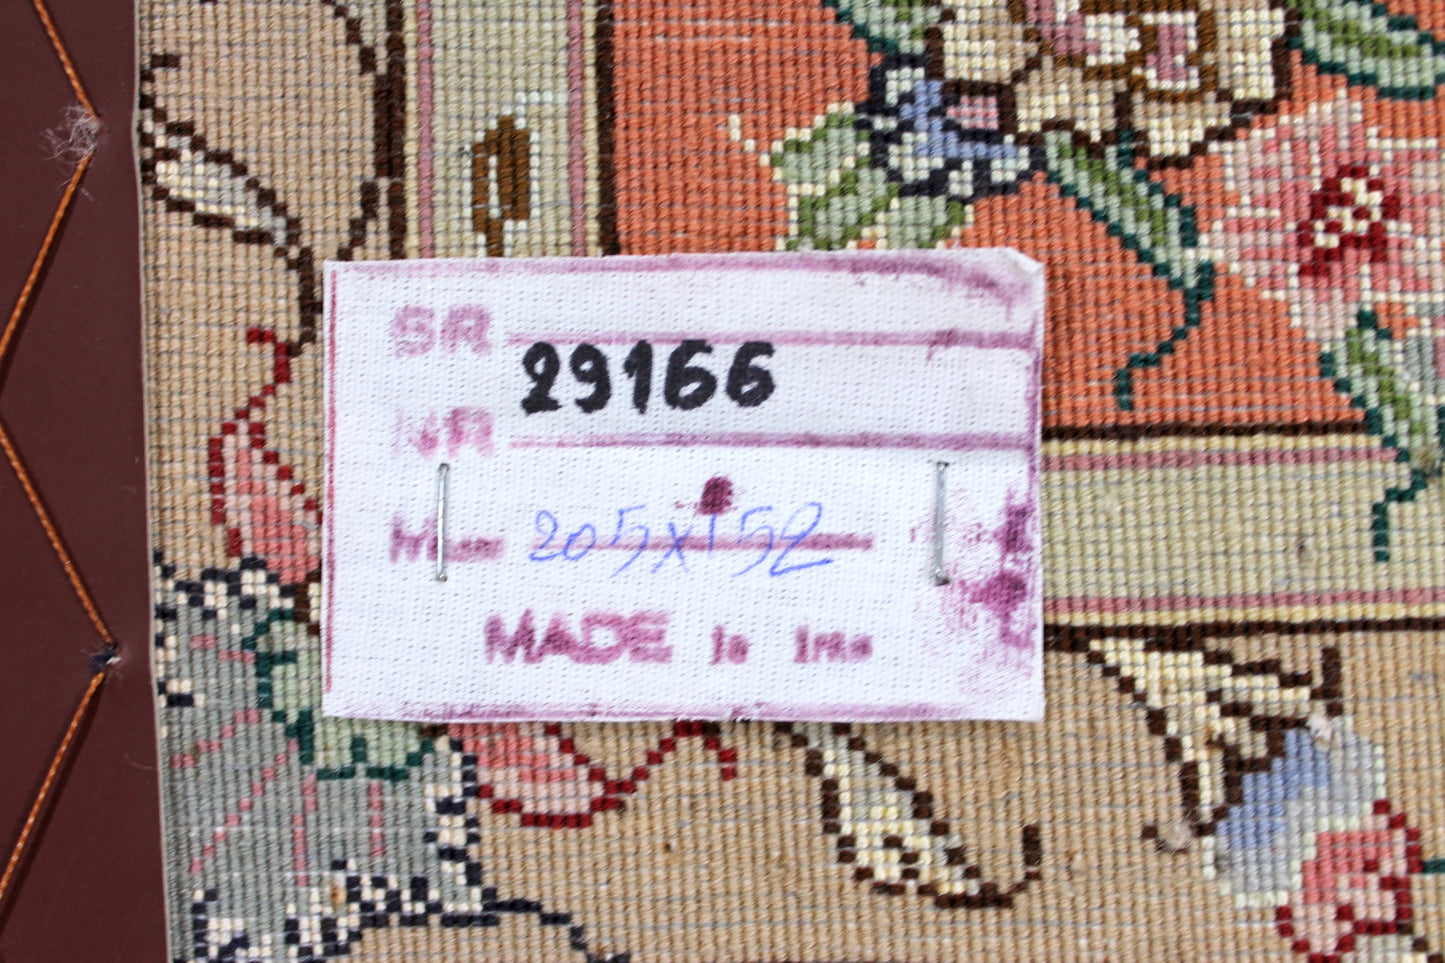 SR
29166
NR
205x152
MADE in Iran